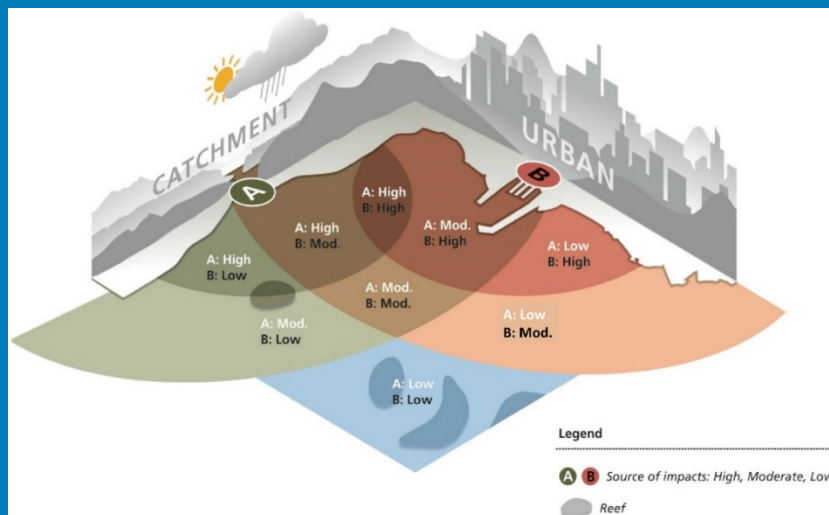 CATCHMENT
URBAN
A
B
A: High
B: High
A: High
B: Mod.
A: Mod.
B: High
A: Low
B: High
A: High
B: Low
A: Mod.
B: Mod.
A: Mod.
B: Low
A: Low
B: Mod.
A: Low
B: Low
Legend
A B Source of impacts: High, Moderate, Low
Reef